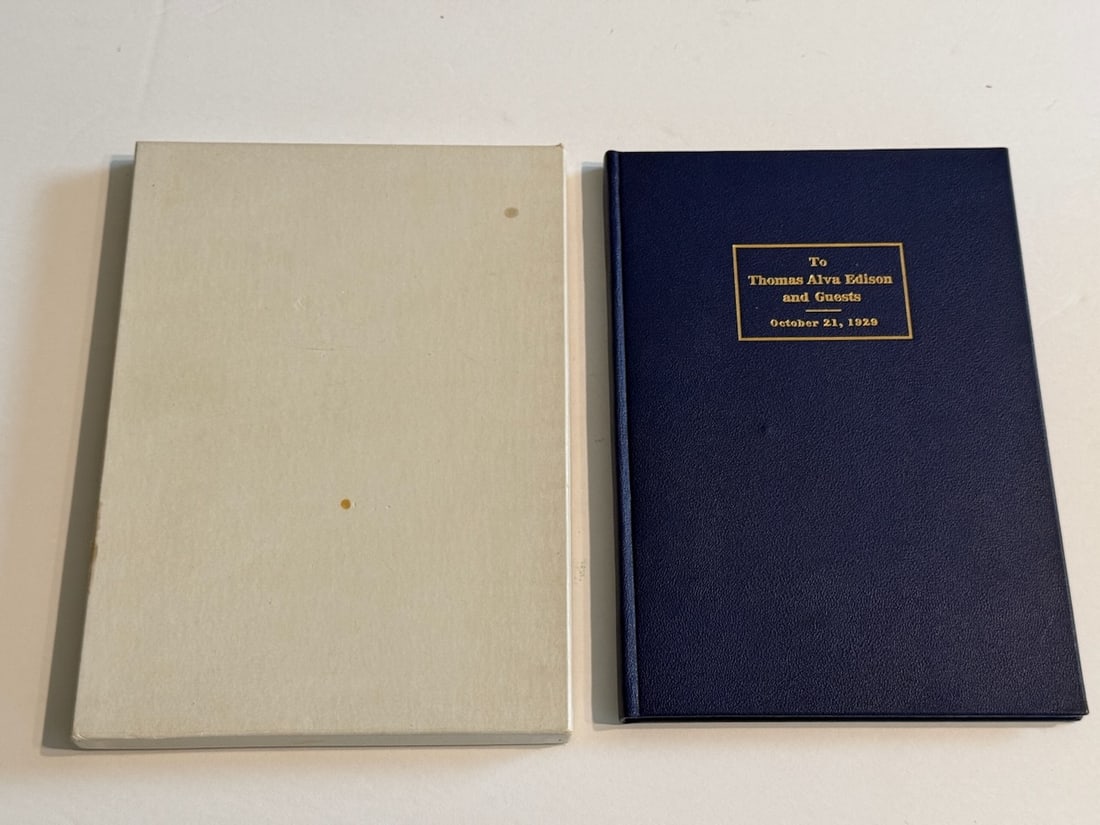 To
Thomas Alva Edison
and Guests
October 21, 1929